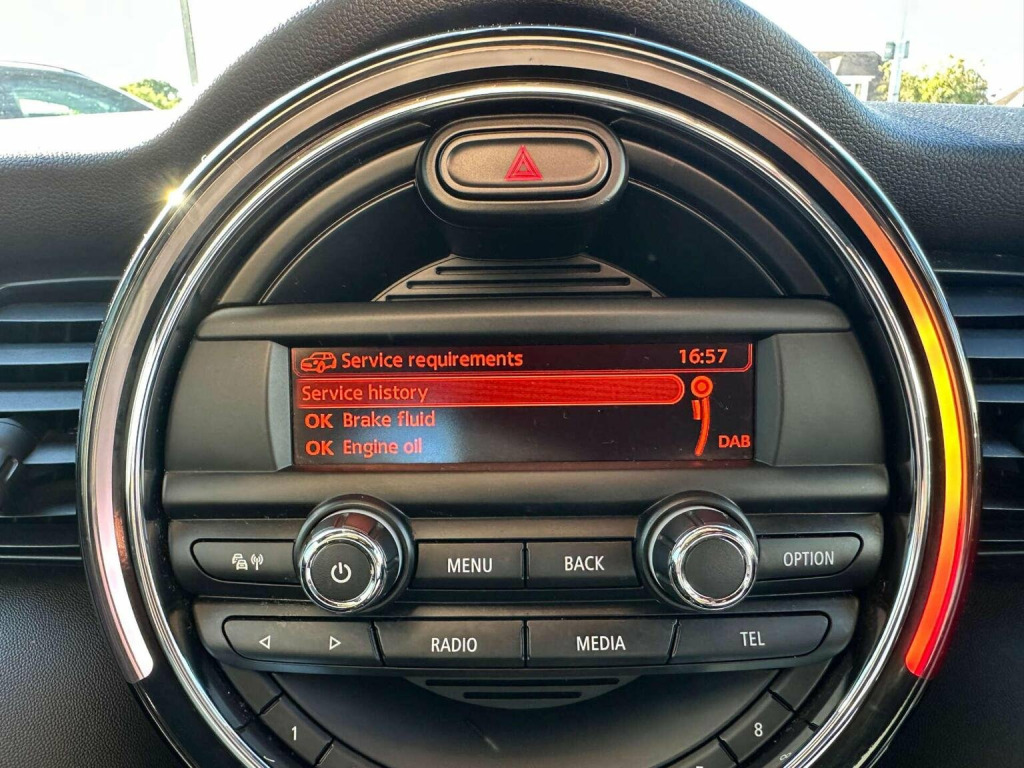 Service requirements 16:57
Service history
OK Brake fluid
OK Engine oil DAB
MENU BACK OPTION
RADIO MEDIA TEL
1 8